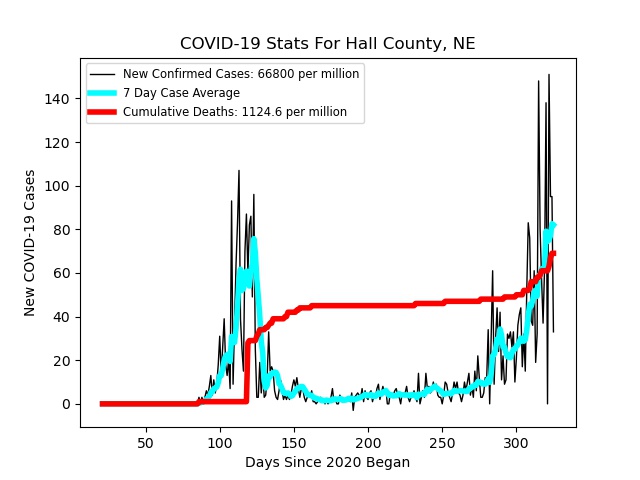 COVID-19 Stats For Hall County, NE
New Confirmed Cases: 66800 per million
7 Day Case Average
Cumulative Deaths: 1124.6 per million
140
120
100
80
60
40
20
0
New COVID-19 Cases
50 100 150 200 250 300
Days Since 2020 Began